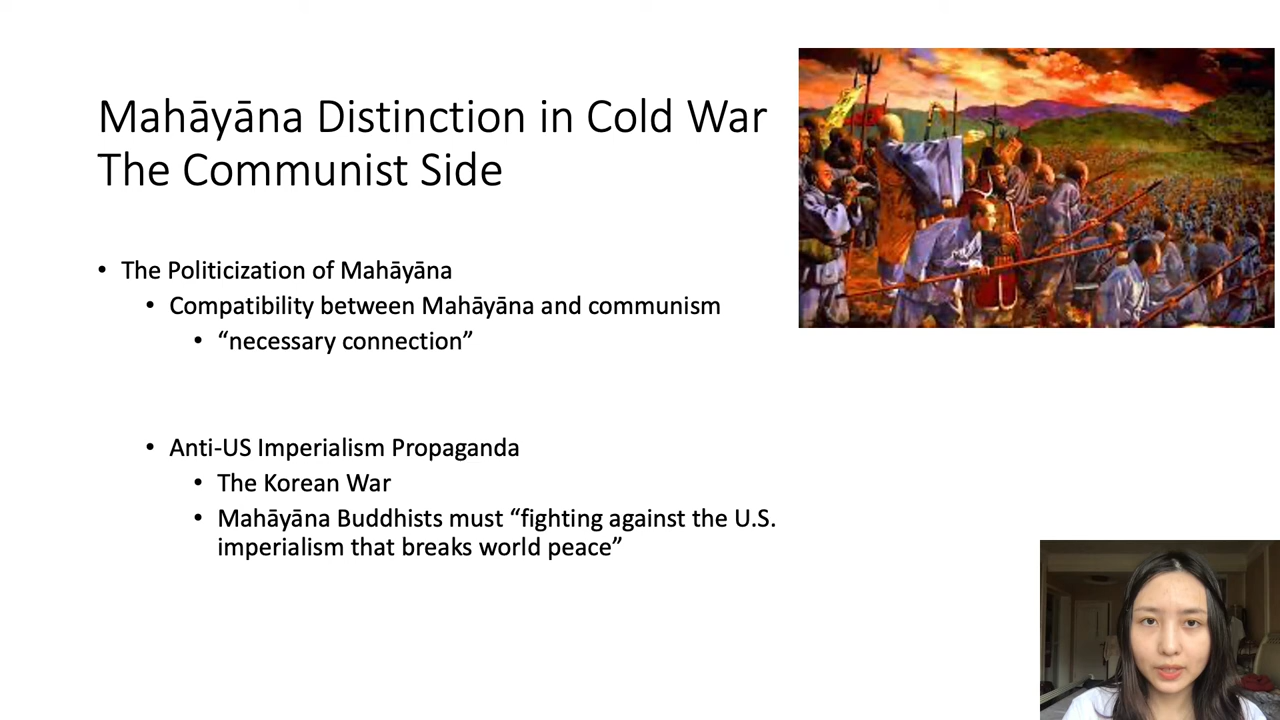 Mahāyāna Distinction in Cold War
The Communist Side
• The Politicization of Mahāyāna
• Compatibility between Mahāyāna and communism
• “necessary connection”
• Anti-US Imperialism Propaganda
• The Korean War
• Mahāyāna Buddhists must “fighting against the U.S.
imperialism that breaks world peace”